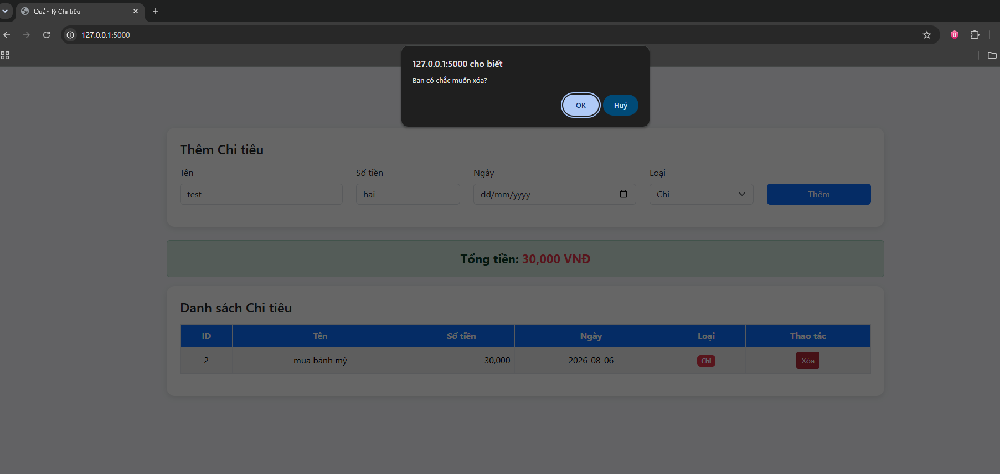 Quản lý Chi tiêu
127.0.0.1:5000
127.0.0.1:5000 cho biết
Bạn có chắc muốn xóa?
OK Huỷ
Thêm Chi tiêu
Tên Số tiền Ngày Loại
test hai dd/mm/yyyy Chi Thêm
Tổng tiền: 30,000 VNĐ
Danh sách Chi tiêu
ID Tên Số tiền Ngày Loại Thao tác
2 mua bánh mỳ 30,000 2026-08-06 Chi Xóa